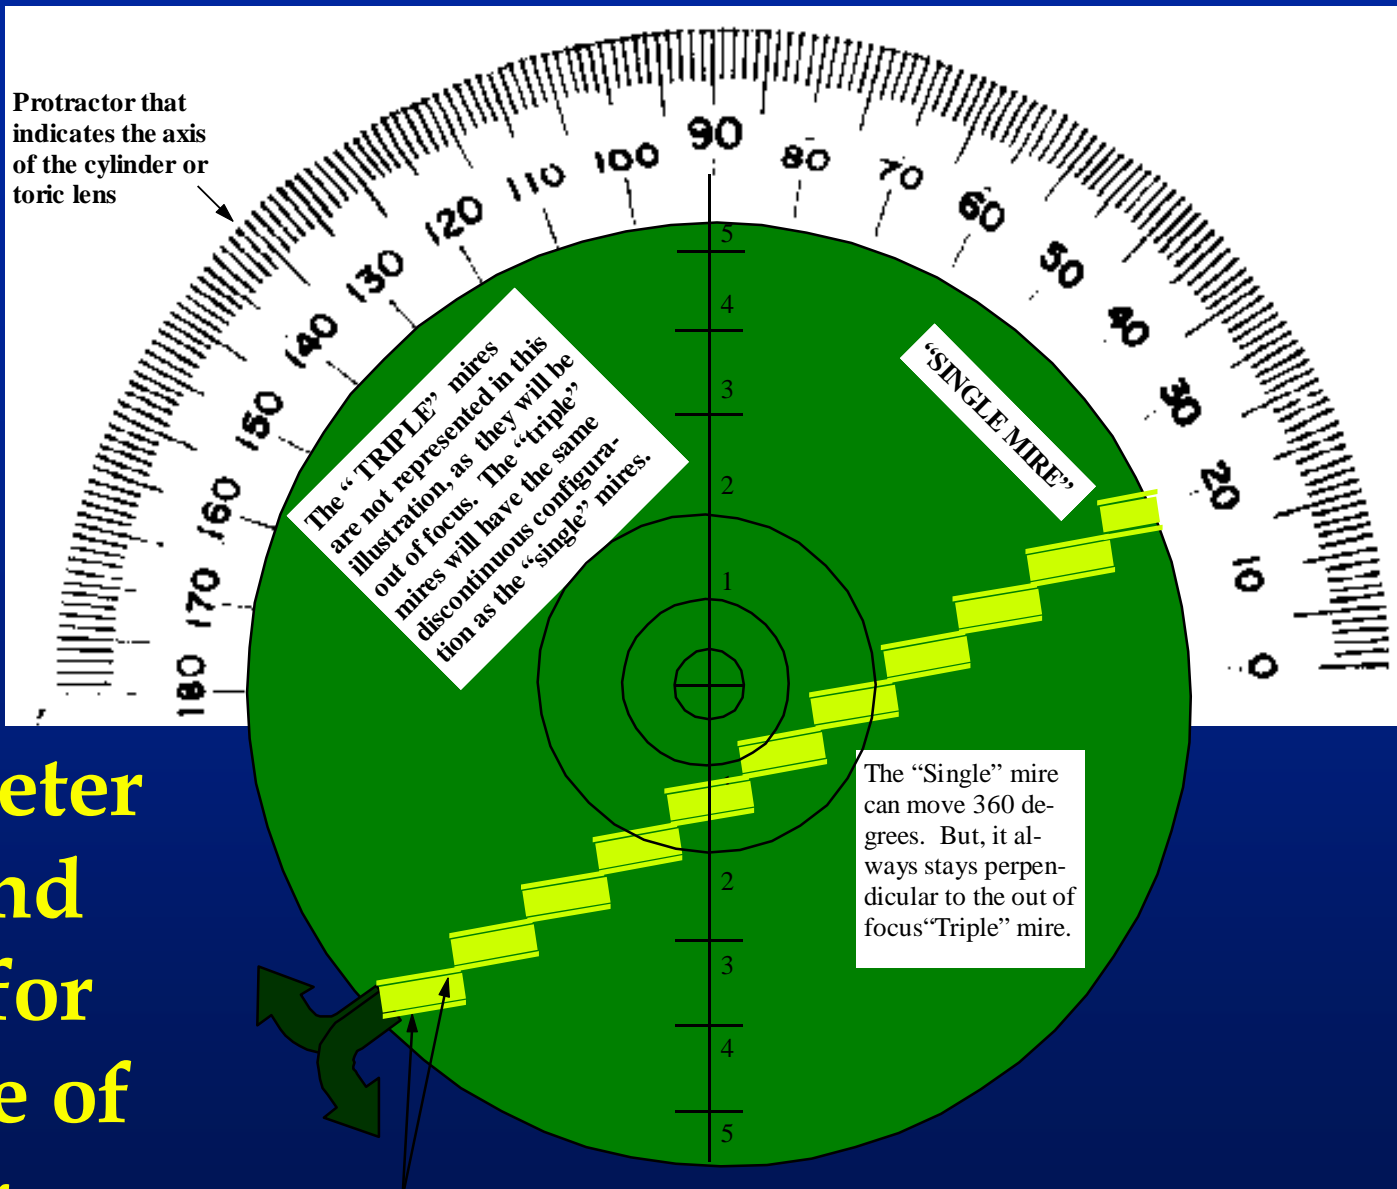 Protractor that
indicates the axis
of the cylinder or
toric lens
180
170
160
150
140
130
120
110
100
90
80
70
60
50
40
30
20
10
0
The “ TRIPLE” mires
are not represented in this
illustration, as they will be
out of focus. The “triple”
mires will have the same
discontinuous configura-
tion as the “single” mires.
“SINGLE MIRE”
5
4
3
2
1
2
3
4
5
The “Single” mire
can move 360 de-
grees. But, it al-
ways stays perpen-
dicular to the out of
focus“Triple” mire.
eter
nd
for
e of